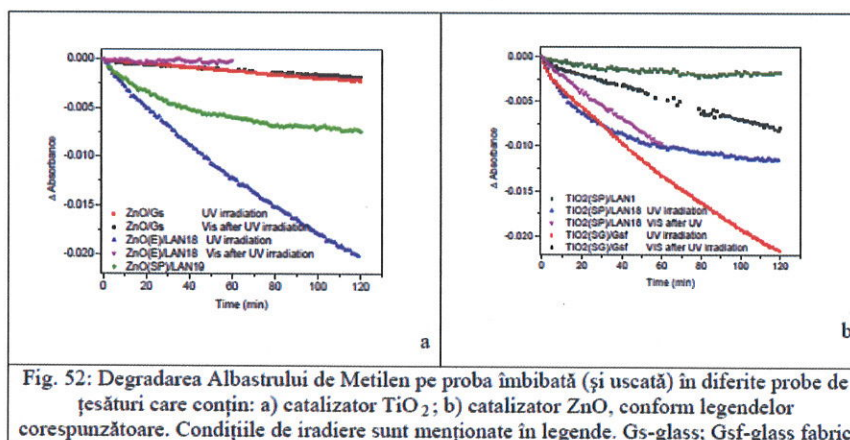 0.000
-0.005
-0.010
-0.015
-0.020
Δ Absorbance
ZnO/Gs UV irradiation
ZnO/Gs Vis after UV irradiation
ZnO(E)/LAN18 UV irradiation
ZnO(E)/LAN18 Vis after UV irradiation
ZnO(SP)/LAN19
0 20 40 60 80 100 120
Time (min)
a
0.000
-0.005
-0.010
-0.015
-0.020
Δ Absorbance
TiO2(SP)/LAN1
TiO2(SP)/LAN18 UV irradiation
TiO2(SP)/LAN18 VIS after UV
TiO2(SG)/Gsf UV irradiation
TiO2(SG)/Gsf VIS after UV irradiation
0 20 40 60 80 100 120
Time (min)
b
Fig. 52: Degradarea Albastrului de Metilen pe proba îmbibată (și uscată) în diferite probe de
țesături care conțin: a) catalizator TiO2; b) catalizator ZnO, conform legendelor
corespunzătoare. Condițiile de iradiere sunt menționate în legende. Gs-glass; Gsf-glass fabric